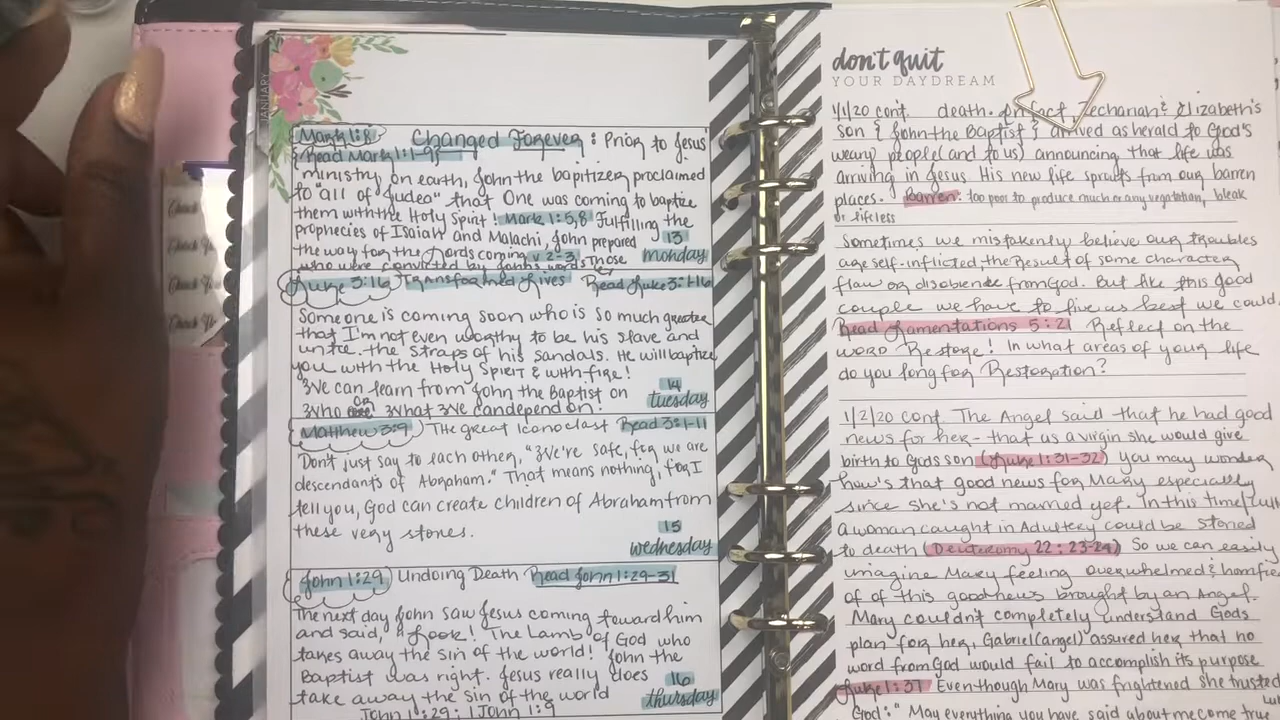 JANUARY
Mark 1:8 Changed Forever: Prior to Jesus'
Read Mark 1:1-9
ministry on earth, John the baptizer proclaimed
to "all of Judea" that One was coming to baptize
them with the Holy Spirit! Mark 1:5,8 Fulfilling the
prophecies of Isaiah and Malachi, John prepared 13
the way for the Lords coming v 2-3 monday
who were convicted by John's words those
Luke 3:16 Transformed Lives Read Luke 3:1-16
Someone is coming soon who is so much greater
that I'm not even worthy to be his slave and
untie the straps of his sandals. He will baptize
you with the Holy Spirit & with fire!
We can learn from John the Baptist on 14
Who or What We can depend on! tuesday
Matthew 3:9 The great Iconoclast Read 3:1-11
Don't just say to each other, "We're safe, for we are
descendants of Abraham." That means nothing, for I
tell you, God can create children of Abraham from
these very stones. 15
wednesday
John 1:29 Undoing Death Read John 1:29-31
The next day John saw Jesus coming toward him
and said, "Look! The Lamb of God who
takes away the sin of the world! John the
Baptist was right. Jesus really does 16
take away the sin of the world thursday
John 1:29; 1 John 1:9
don't quit
YOUR DAYDREAM
1/1/20 cont. death. Zechariah & Elizabeth's
son & John the Baptist & arrived as herald to God's
weary people (and to us) announcing that life was
arriving in Jesus. His new life sprouts from our barren
places. Barren: too poor to produce much or any vegetation, bleak
or lifeless
Sometimes we mistakenly believe our troubles
are self-inflicted the Result of some character
flaw or disobience from God. But like this good
couple we have to live as best we could.
Read Lamentations 5:21 Reflect on the
word Restore! In what areas of your life
do you long for Restoration?
1/2/20 cont. The Angel said that he had good
news for her - that as a virgin she would give
birth to Gods son (Luke 1:31-32) you may wonder
how's that good news for Mary especially
since she's not married yet. In this time/cult
a woman caught in Adultery could be stoned
to death (Deuteromy 22:23-24) So we can easily
imagine Mary feeling overwhelmed & horrified
of of this good news brought by an Angel.
Mary couldn't completely understand Gods
plan for her, Gabriel (angel) assured her that no
word from God would fail to accomplish its purpose
Luke 1:37 Even though Mary was frightened she trusted
God: "May everything you have said about me come true